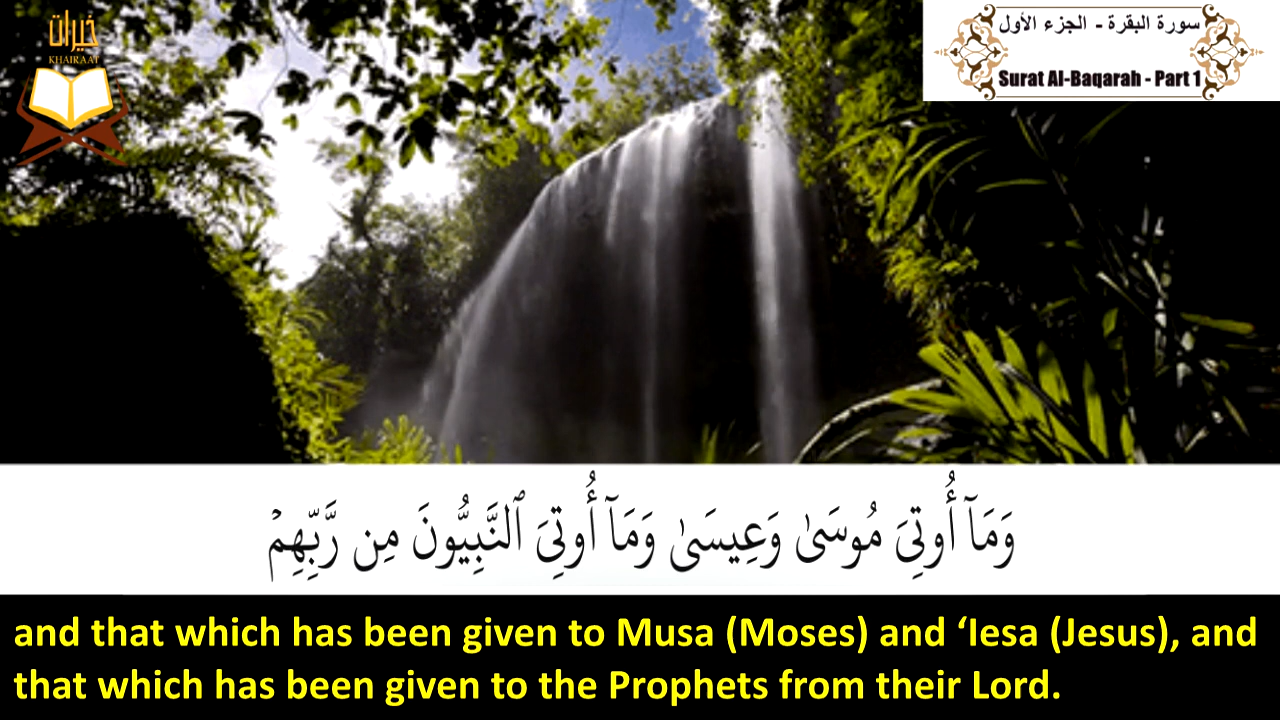 خيرات
KHAIRAAT
سورة البقرة - الجزء الأول
Surat Al-Baqarah - Part 1
وَمَآ أُوتِىَ مُوسَىٰ وَعِيسَىٰ وَمَآ أُوتِىَ ٱلنَّبِيُّونَ مِن رَّبِّهِمْ
and that which has been given to Musa (Moses) and ‘Iesa (Jesus), and
that which has been given to the Prophets from their Lord.